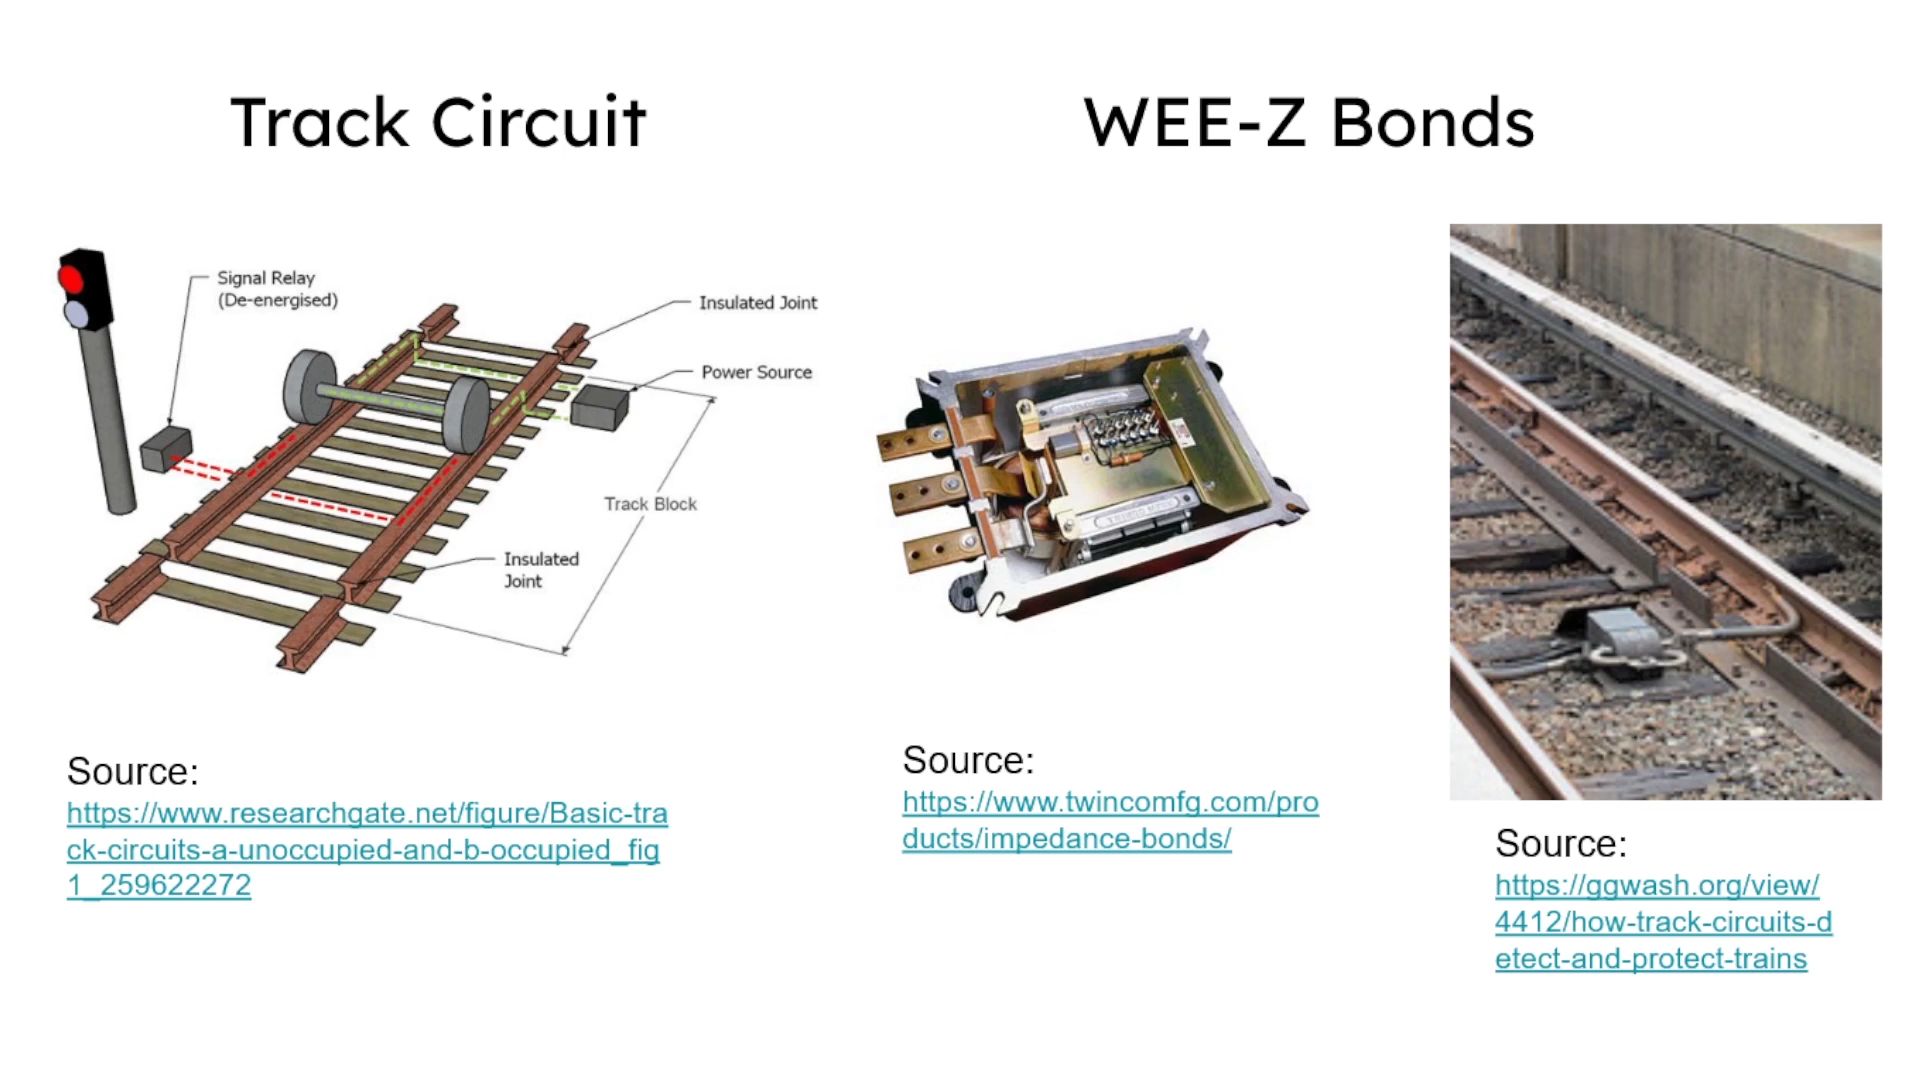 Track Circuit
WEE-Z Bonds
Signal Relay
(De-energised)
Insulated Joint
Power Source
Track Block
Insulated
Joint
Source:
https://www.researchgate.net/figure/Basic-tra
ck-circuits-a-unoccupied-and-b-occupied_fig
1_259622272
Source:
https://www.twincomfg.com/pro
ducts/impedance-bonds/
Source:
https://ggwash.org/view/
4412/how-track-circuits-d
etect-and-protect-trains